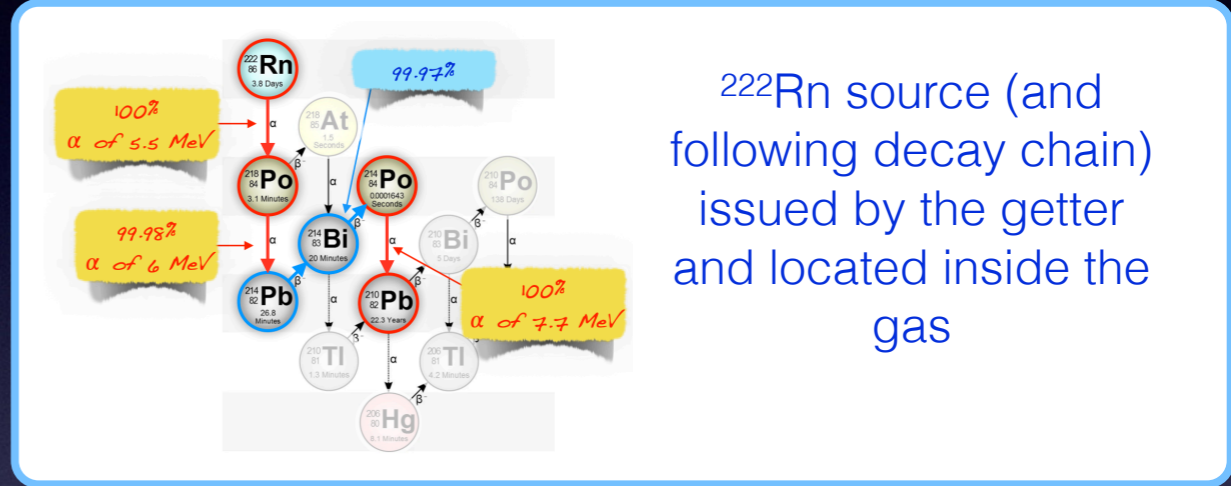 222
86 Rn
3.8 Days
99.97%
100%
α of 5.5 MeV
α
218
85 At
1.5
Seconds
β-
218
84 Po
3.1 Minutes
α
214
84 Po
0.0001643
Seconds
210
84 Po
138 Days
99.98%
α of 6 MeV
α
β-
214
83 Bi
20 Minutes
α
β-
210
83 Bi
5 Days
α
214
82 Pb
26.8
Minutes
β-
α
210
82 Pb
22.3 Years
β-
α
100%
α of 7.7 MeV
210
81 Tl
1.3 Minutes
β-
α
206
81 Tl
4.2 Minutes
β-
206
80 Hg
8.1 Minutes
222Rn source (and
following decay chain)
issued by the getter
and located inside the
gas